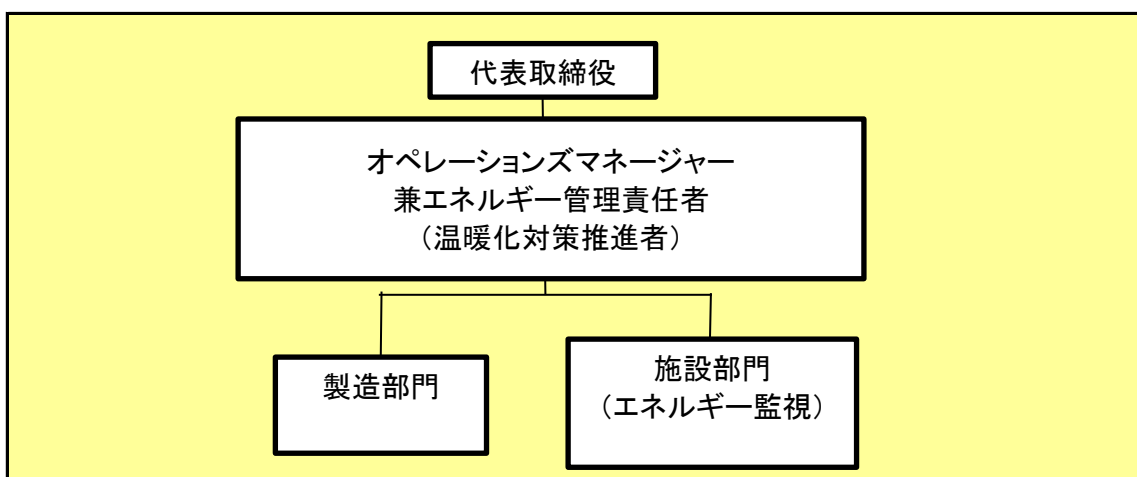 代表取締役
オペレーションズマネージャー
兼エネルギー管理責任者
（温暖化対策推進者）
製造部門
施設部門
（エネルギー監視）